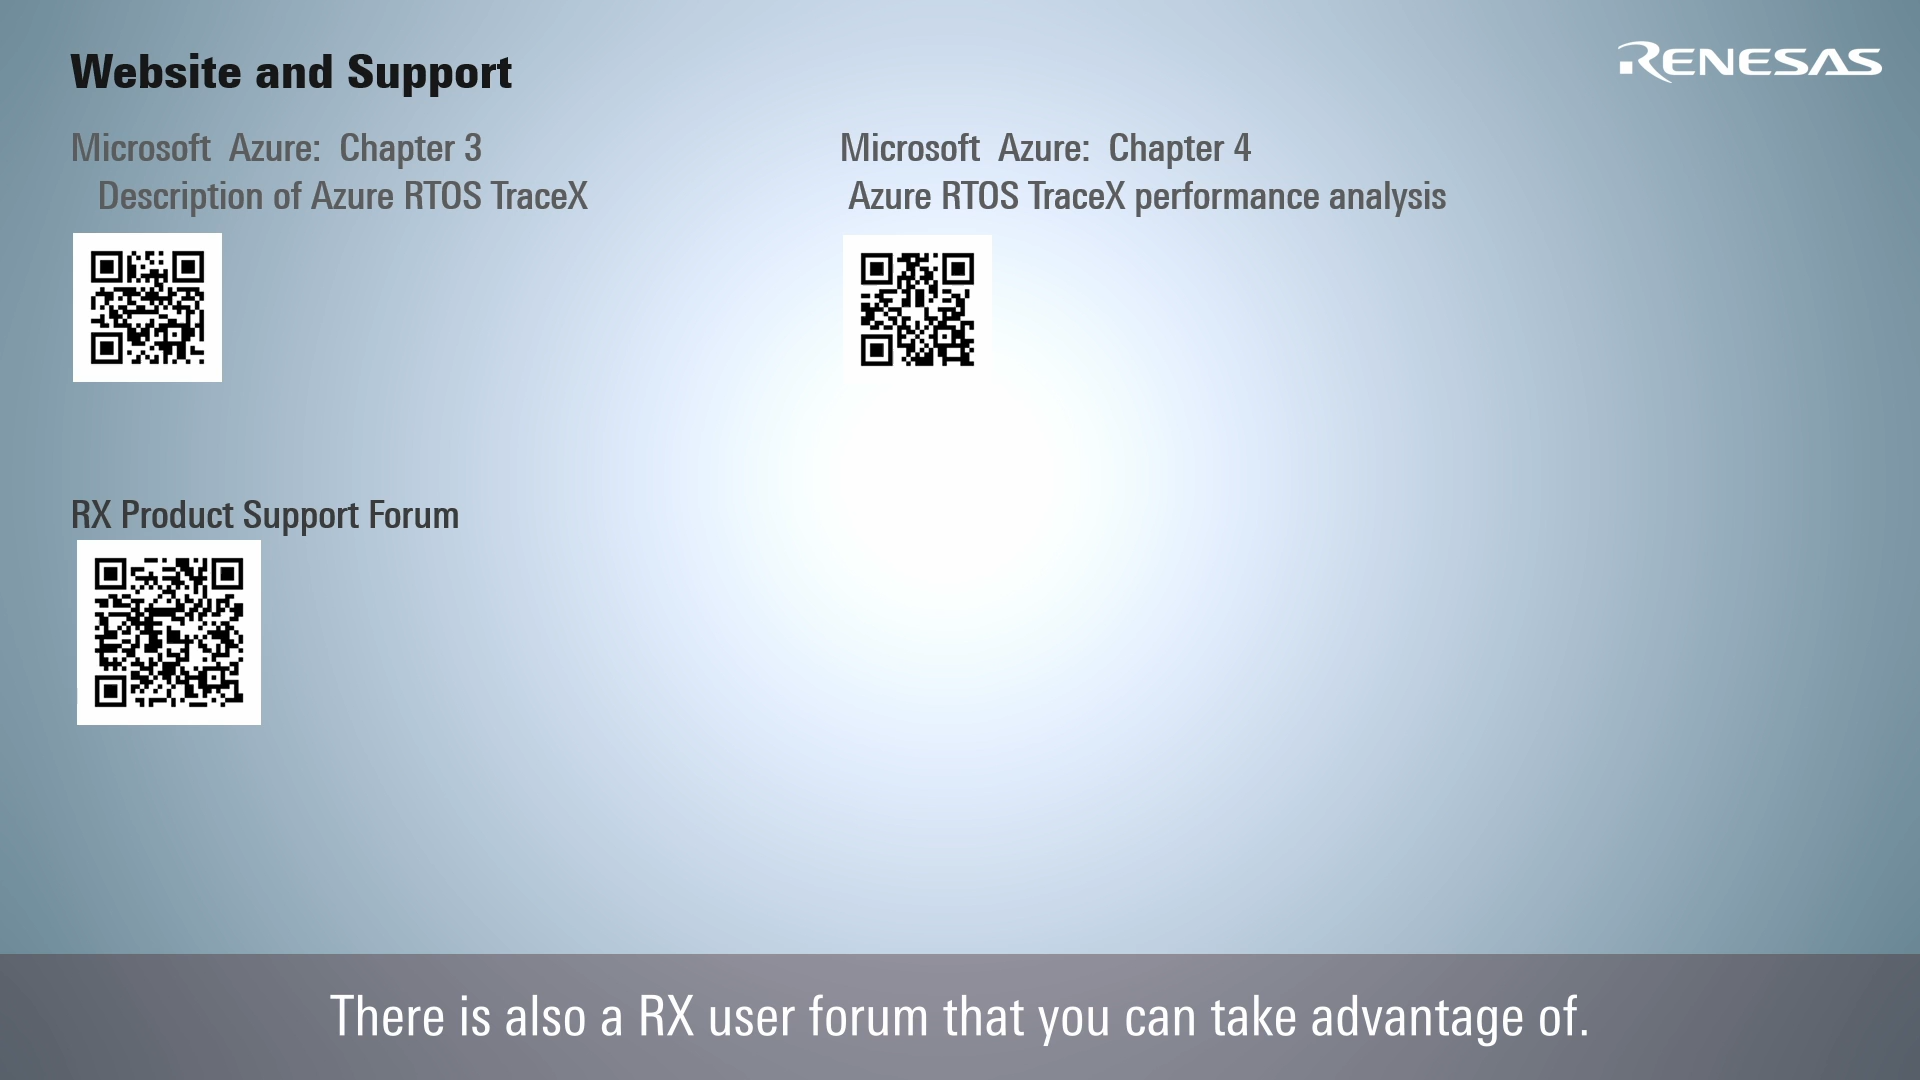 Website and Support
RENESAS
Microsoft Azure: Chapter 3
Description of Azure RTOS TraceX
Microsoft Azure: Chapter 4
Azure RTOS TraceX performance analysis
RX Product Support Forum
There is also a RX user forum that you can take advantage of.